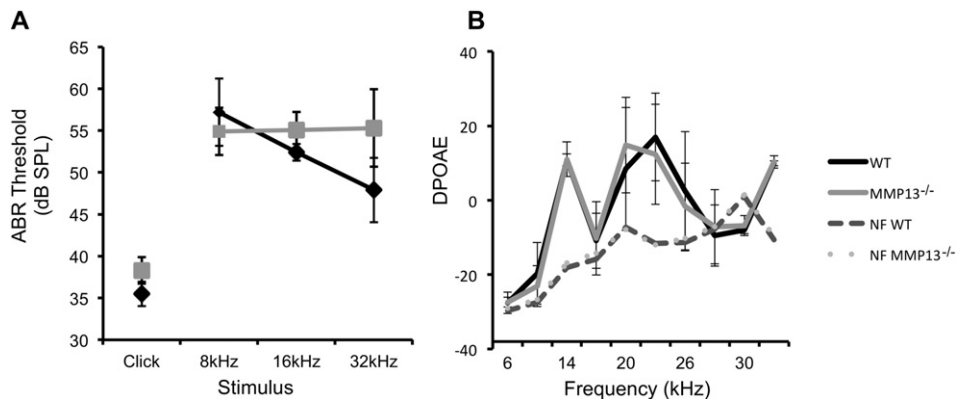 A
ABR Threshold
(dB SPL)
65
60
55
50
45
40
35
30
Click
8kHz
16kHz
32kHz
Stimulus
B
DPOAE
40
20
0
-20
-40
6
14
20
26
30
Frequency (kHz)
WT
MMP13-/-
NF WT
NF MMP13-/-